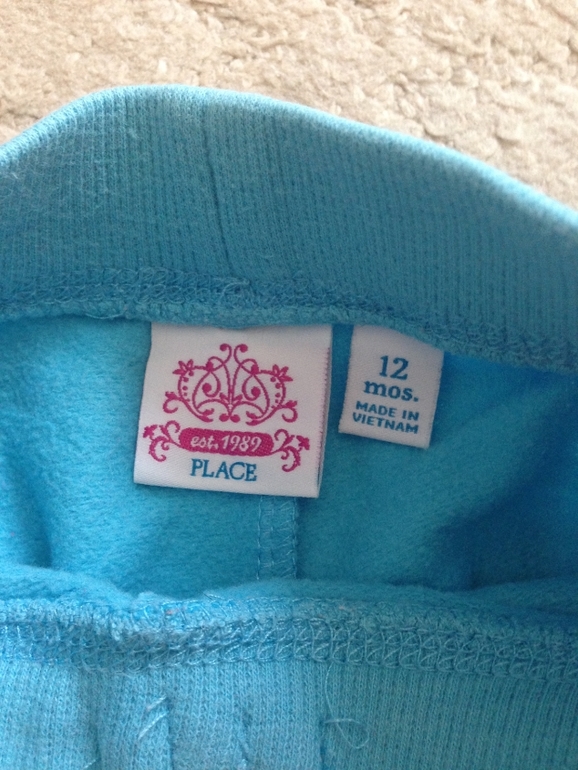 est. 1989
PLACE
12
mos.
MADE IN
VIETNAM